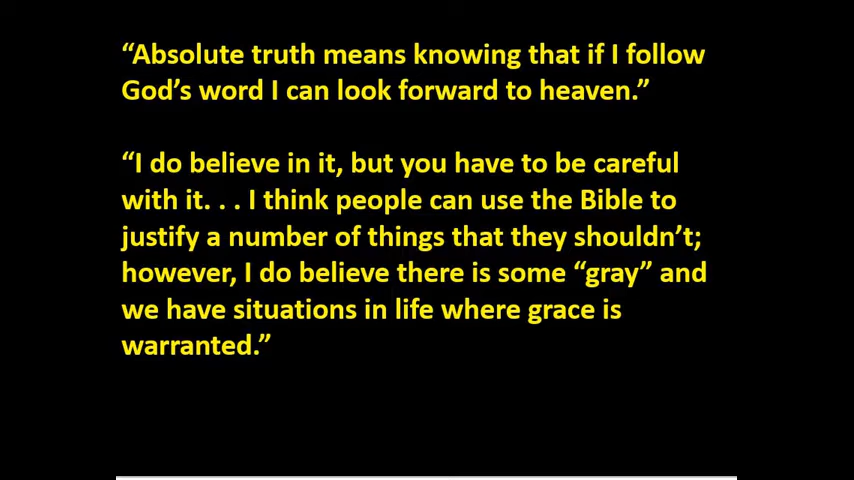 “Absolute truth means knowing that if I follow
God’s word I can look forward to heaven.”
“I do believe in it, but you have to be careful
with it. . . I think people can use the Bible to
justify a number of things that they shouldn’t;
however, I do believe there is some “gray” and
we have situations in life where grace is
warranted.”